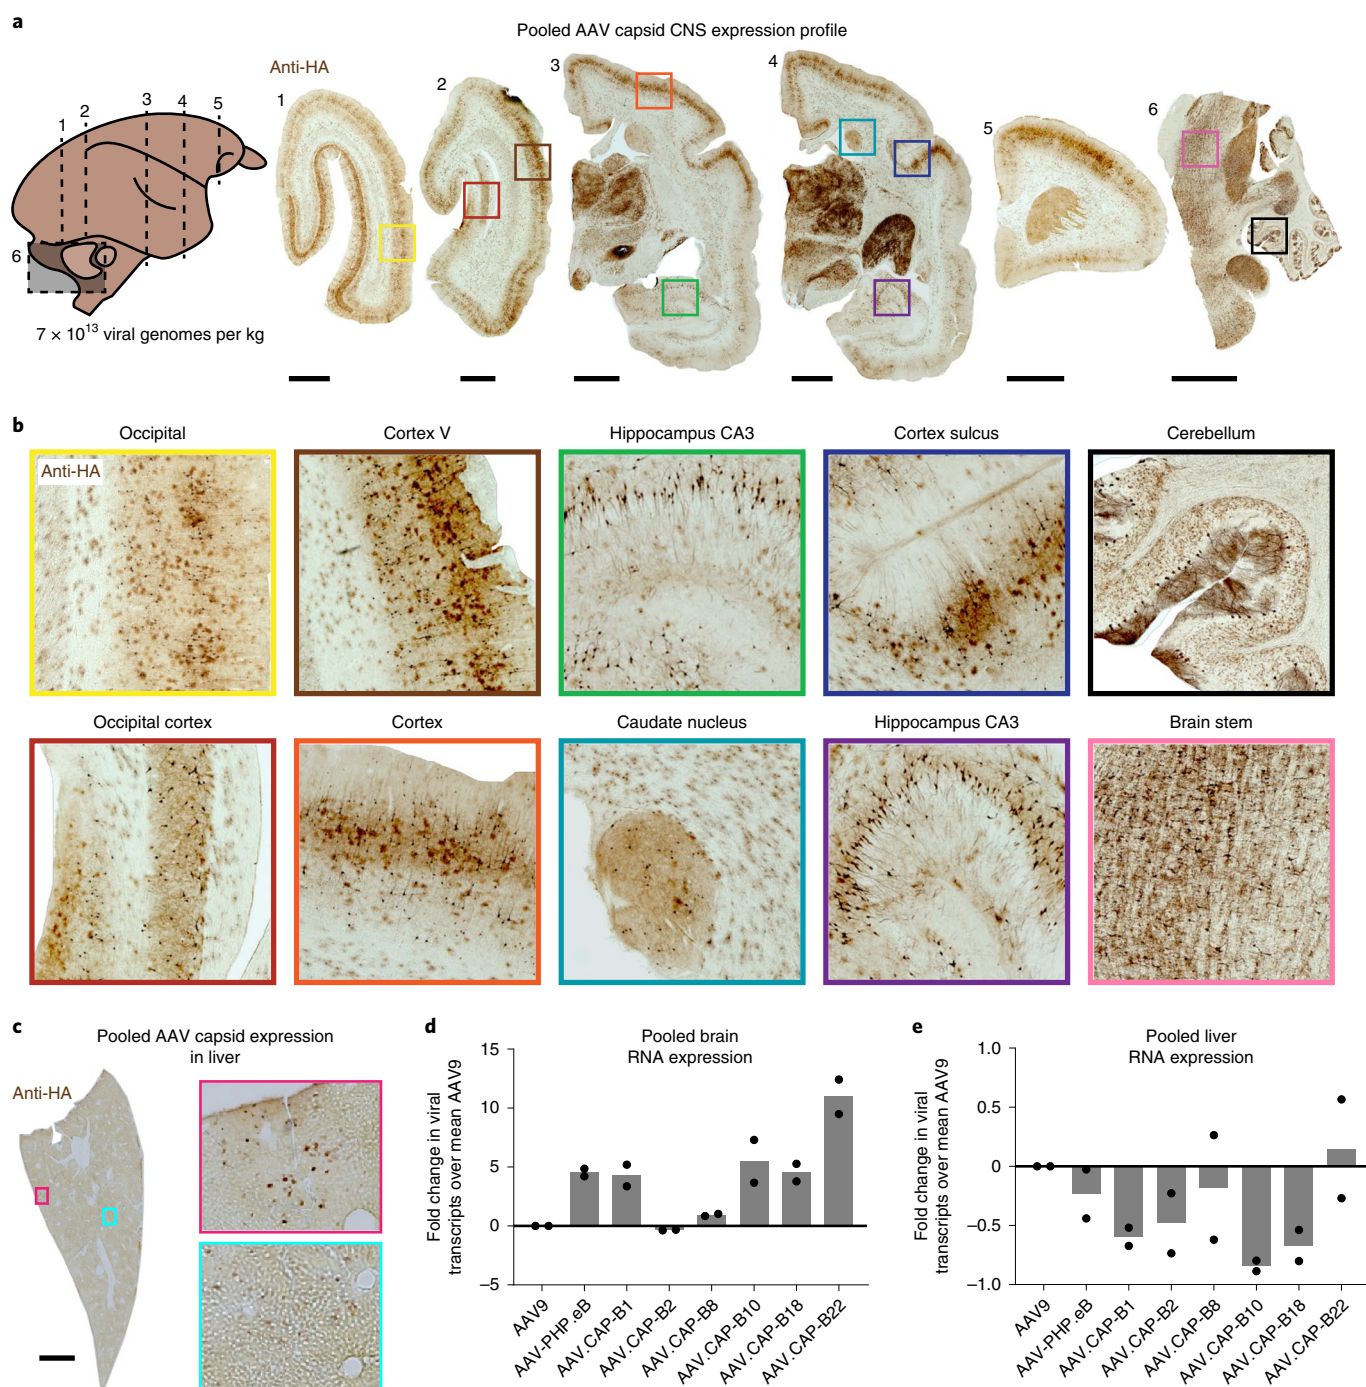 a
Pooled AAV capsid CNS expression profile
Anti-HA
1
2
3
4
5
6
1
2
3
4
5
6
7 × 10¹³ viral genomes per kg
b
Occipital
Cortex V
Hippocampus CA3
Cortex sulcus
Cerebellum
Anti-HA
Occipital cortex
Cortex
Caudate nucleus
Hippocampus CA3
Brain stem
c
Pooled AAV capsid expression
in liver
Anti-HA
d
Pooled brain
RNA expression
Fold change in viral
transcripts over mean AAV9
15
10
5
0
–5
AAV9
AAV-PHP.eB
AAV.CAP-B1
AAV.CAP-B2
AAV.CAP-B8
AAV.CAP-B10
AAV.CAP-B18
AAV.CAP-B22
e
Pooled liver
RNA expression
Fold change in viral
transcripts over mean AAV9
1.0
0.5
0
–0.5
–1.0
AAV9
AAV-PHP.eB
AAV.CAP-B1
AAV.CAP-B2
AAV.CAP-B8
AAV.CAP-B10
AAV.CAP-B18
AAV.CAP-B22